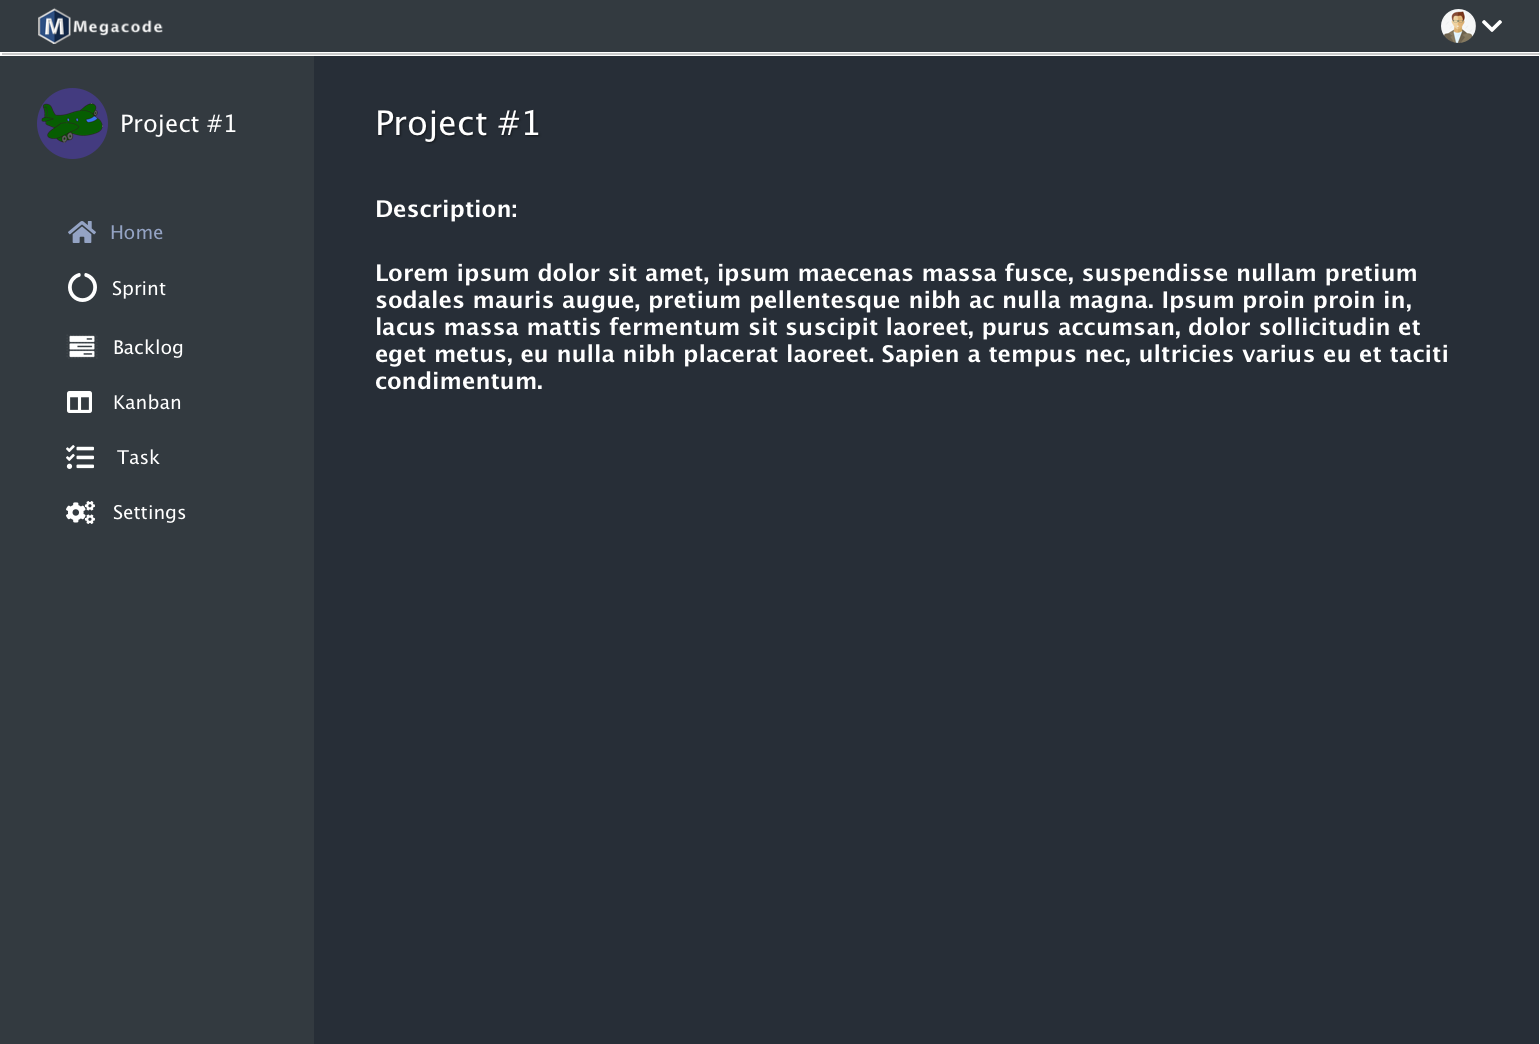 M Megacode
Project #1
Home
Sprint
Backlog
Kanban
Task
Settings
Project #1
Description:
Lorem ipsum dolor sit amet, ipsum maecenas massa fusce, suspendisse nullam pretium
sodales mauris augue, pretium pellentesque nibh ac nulla magna. Ipsum proin proin in,
lacus massa mattis fermentum sit suscipit laoreet, purus accumsan, dolor sollicitudin et
eget metus, eu nulla nibh placerat laoreet. Sapien a tempus nec, ultricies varius eu et taciti
condimentum.